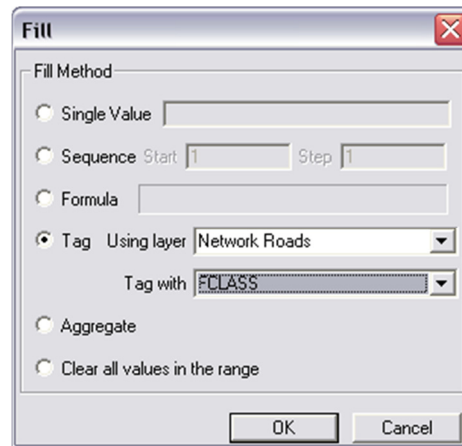 Fill
Fill Method
Single Value
Sequence Start 1 Step 1
Formula
Tag Using layer Network Roads
Tag with FCLASS
Aggregate
Clear all values in the range
OK Cancel